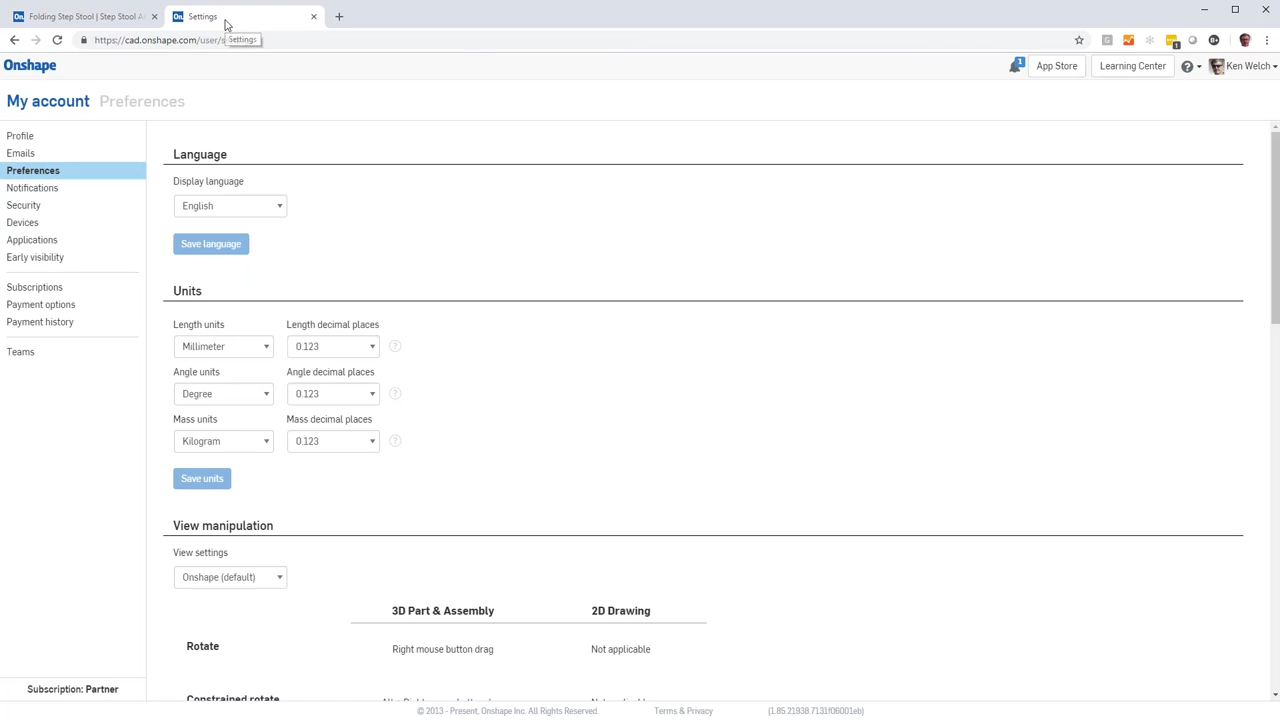 Folding Step Stool | Step Stool A
Settings
https://cad.onshape.com/user/s
Settings
Onshape
1
App Store
Learning Center
Ken Welch
My account Preferences
Profile
Emails
Preferences
Notifications
Security
Devices
Applications
Early visibility
Subscriptions
Payment options
Payment history
Teams
Subscription: Partner
Language
Display language
English
Save language
Units
Length units Length decimal places
Millimeter 0.123
Angle units Angle decimal places
Degree 0.123
Mass units Mass decimal places
Kilogram 0.123
Save units
View manipulation
View settings
Onshape (default)
3D Part & Assembly 2D Drawing
Rotate Right mouse button drag Not applicable
Constrained rotate
© 2013 - Present, Onshape Inc. All Rights Reserved. Terms & Privacy (1.85.21938.7131f06001eb)